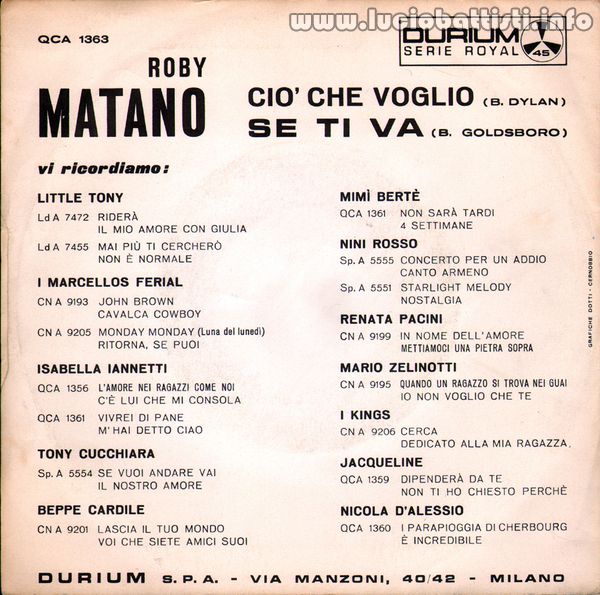 www.luciobattisti.info
QCA 1363
DURIUM
SERIE ROYAL 45
ROBY
MATANO
CIO' CHE VOGLIO (B. DYLAN)
SE TI VA (B. GOLDSBORO)
vi ricordiamo:
LITTLE TONY
LdA 7472 RIDERÀ
IL MIO AMORE CON GIULIA
LdA 7455 MAI PIÙ TI CERCHERÒ
NON È NORMALE
I MARCELLOS FERIAL
CN A 9193 JOHN BROWN
CAVALCA COWBOY
CN A 9205 MONDAY MONDAY (Luna del lunedì)
RITORNA, SE PUOI
ISABELLA IANNETTI
QCA 1356 L'AMORE NEI RAGAZZI COME NOI
C'È LUI CHE MI CONSOLA
QCA 1361 VIVREI DI PANE
M'HAI DETTO CIAO
TONY CUCCHIARA
Sp. A 5554 SE VUOI ANDARE VAI
IL NOSTRO AMORE
BEPPE CARDILE
CN A 9201 LASCIA IL TUO MONDO
VOI CHE SIETE AMICI SUOI
MIMÌ BERTÈ
QCA 1361 NON SARÀ TARDI
4 SETTIMANE
NINI ROSSO
Sp. A 5555 CONCERTO PER UN ADDIO
CANTO ARMENO
Sp. A 5551 STARLIGHT MELODY
NOSTALGIA
RENATA PACINI
CN A 9199 IN NOME DELL'AMORE
METTIAMOCI UNA PIETRA SOPRA
MARIO ZELINOTTI
CN A 9195 QUANDO UN RAGAZZO SI TROVA NEI GUAI
IO NON VOGLIO CHE TE
I KINGS
CN A 9206 CERCA
DEDICATO ALLA MIA RAGAZZA,
JACQUELINE
QCA 1359 DIPENDERÀ DA TE
NON TI HO CHIESTO PERCHÈ
NICOLA D'ALESSIO
QCA 1360 I PARAPIOGGIA DI CHERBOURG
È INCREDIBILE
GRAFICHE DOTTI - CERNOBBIO
DURIUM S.P.A. - VIA MANZONI, 40/42 - MILANO